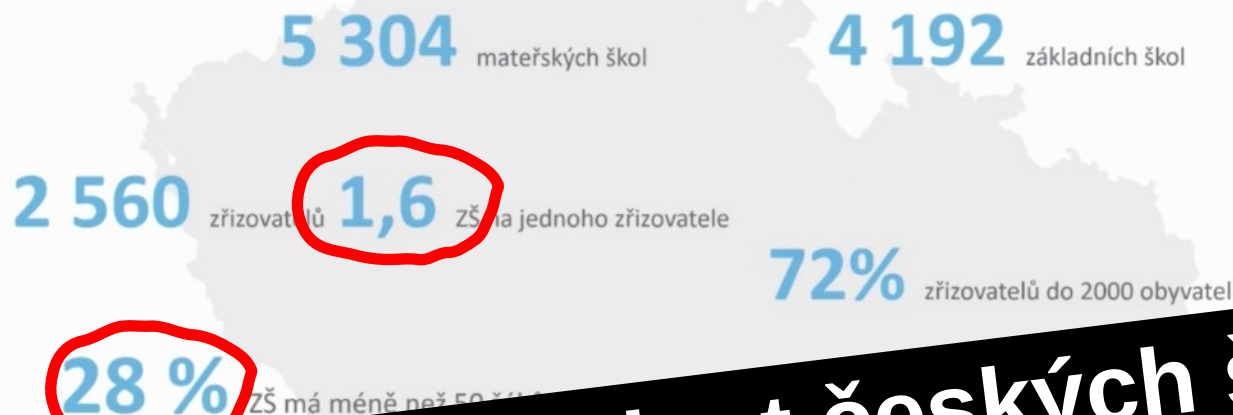 5 304 mateřských škol
4 192 základních škol
2 560 zřizovatelů 1,6 ZŠ na jednoho zřizovatele
72% zřizovatelů do 2000 obyvatel
28 % ZŠ má méně než 50
českých